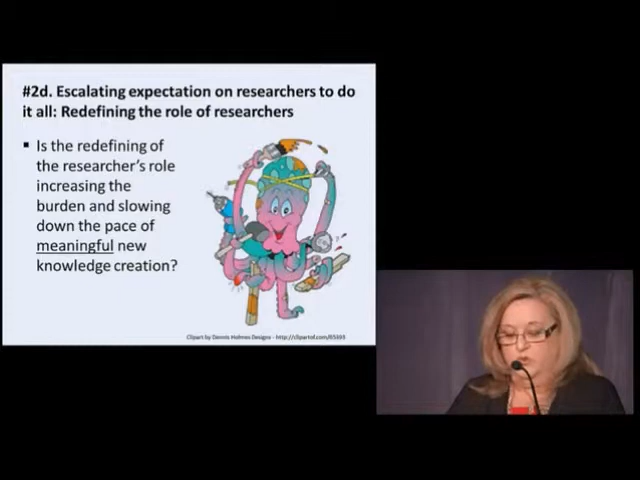 #2d. Escalating expectation on researchers to do
it all: Redefining the role of researchers
▪ Is the redefining of
the researcher's role
increasing the
burden and slowing
down the pace of
meaningful new
knowledge creation?
Clipart by Dennis Holmes Designs - http://clipartof.com/65693